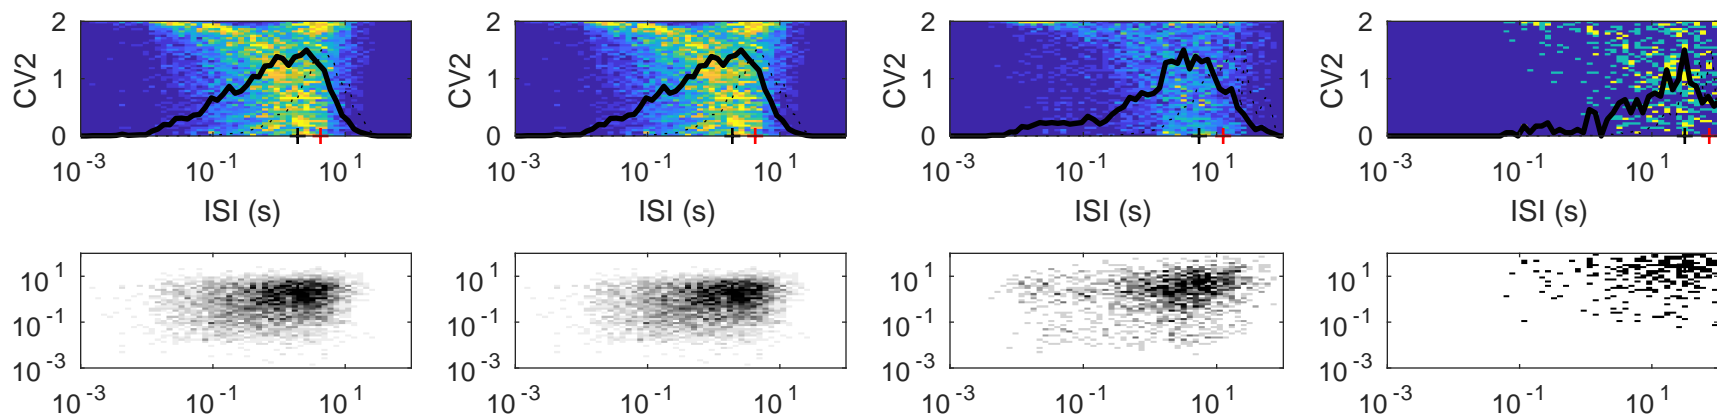 2 2 2 2
CV2 CV2 CV2 CV2
1 1 1 1
0 0 0 0
10^-3 10^-1 10^1 10^-3 10^-1 10^1 10^-3 10^-1 10^1 10^-3 10^-1 10^1
ISI (s) ISI (s) ISI (s) ISI (s)
10^1 10^1 10^1 10^1
10^-1 10^-1 10^-1 10^-1
10^-3 10^-3 10^-3 10^-3
10^-3 10^-1 10^1 10^-3 10^-1 10^1 10^-3 10^-1 10^1 10^-3 10^-1 10^1